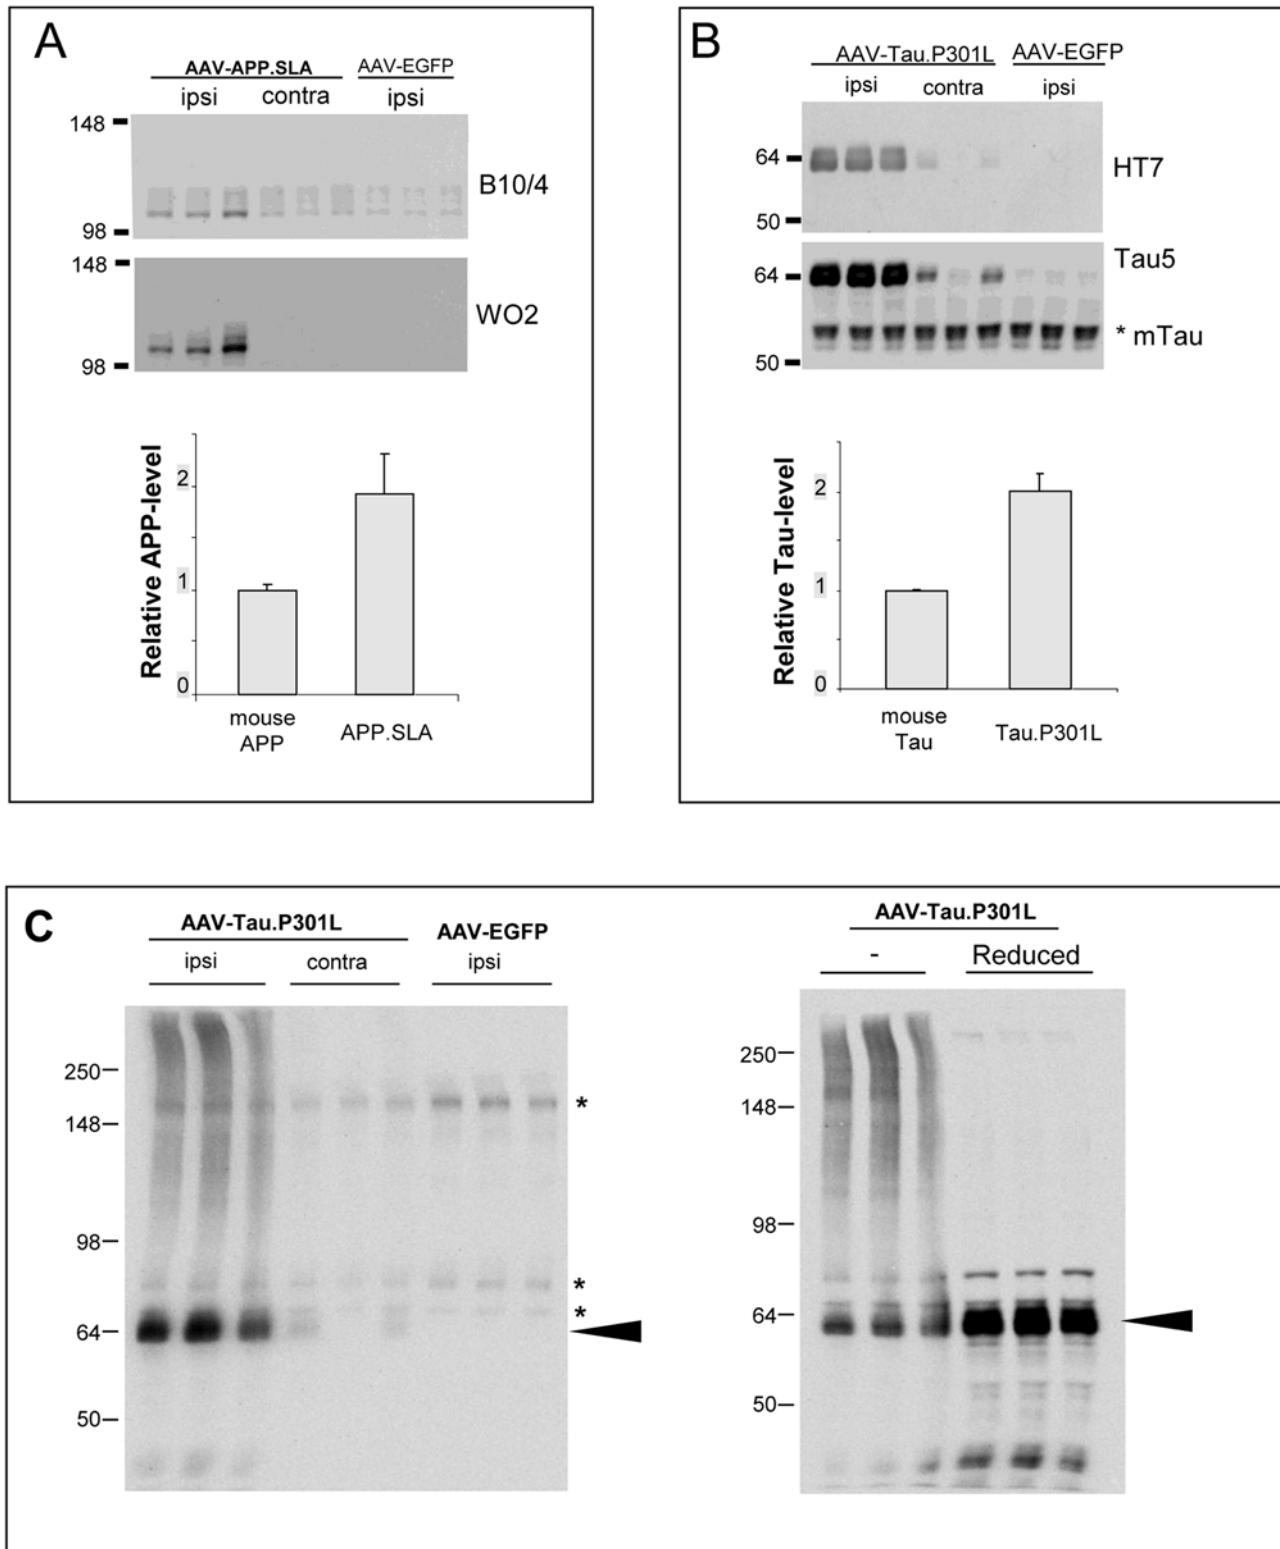 A
AAV-APP.SLA AAV-EGFP
ipsi contra ipsi
148
B10/4
98
148
WO2
98
Relative APP-level
2
1
0
mouse APP
APP.SLA
B
AAV-Tau.P301L AAV-EGFP
ipsi contra ipsi
64
HT7
50
Tau5
64
* mTau
50
Relative Tau-level
2
1
0
mouse Tau
Tau.P301L
C
AAV-Tau.P301L AAV-EGFP
ipsi contra ipsi
250
*
148
98
*
*
64
50
AAV-Tau.P301L
- Reduced
250
148
98
64
50